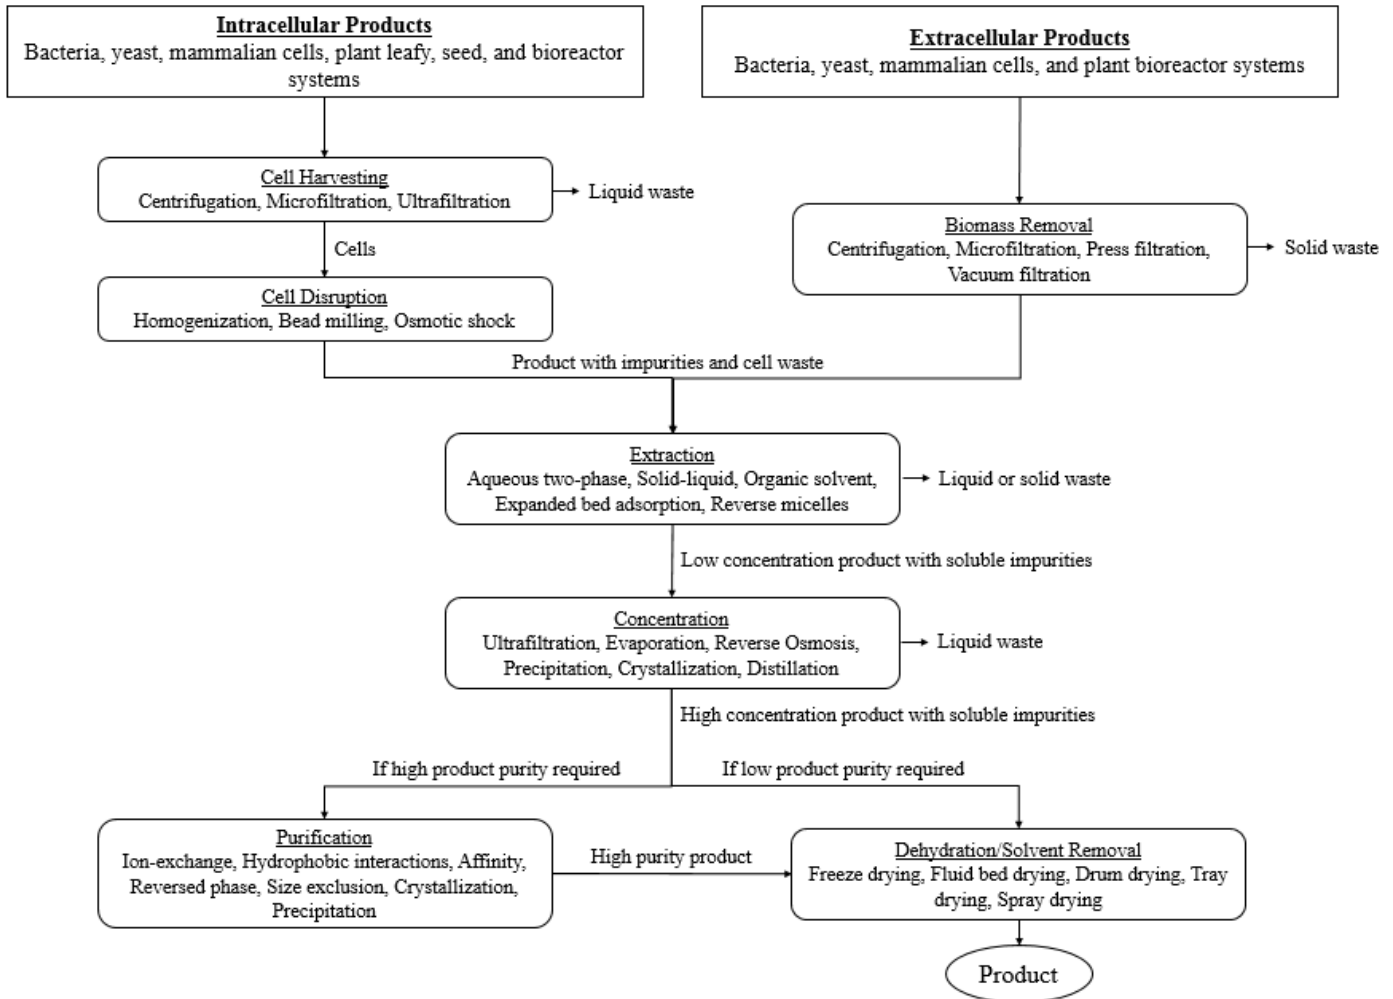 Intracellular Products
Bacteria, yeast, mammalian cells, plant leafy, seed, and bioreactor
systems
Extracellular Products
Bacteria, yeast, mammalian cells, and plant bioreactor systems
Cell Harvesting
Centrifugation, Microfiltration, Ultrafiltration
Liquid waste
Cells
Biomass Removal
Centrifugation, Microfiltration, Press filtration,
Vacuum filtration
Solid waste
Cell Disruption
Homogenization, Bead milling, Osmotic shock
Product with impurities and cell waste
Extraction
Aqueous two-phase, Solid-liquid, Organic solvent,
Expanded bed adsorption, Reverse micelles
Liquid or solid waste
Low concentration product with soluble impurities
Concentration
Ultrafiltration, Evaporation, Reverse Osmosis,
Precipitation, Crystallization, Distillation
Liquid waste
High concentration product with soluble impurities
If high product purity required
If low product purity required
Purification
Ion-exchange, Hydrophobic interactions, Affinity,
Reversed phase, Size exclusion, Crystallization,
Precipitation
High purity product
Dehydration/Solvent Removal
Freeze drying, Fluid bed drying, Drum drying, Tray
drying, Spray drying
Product